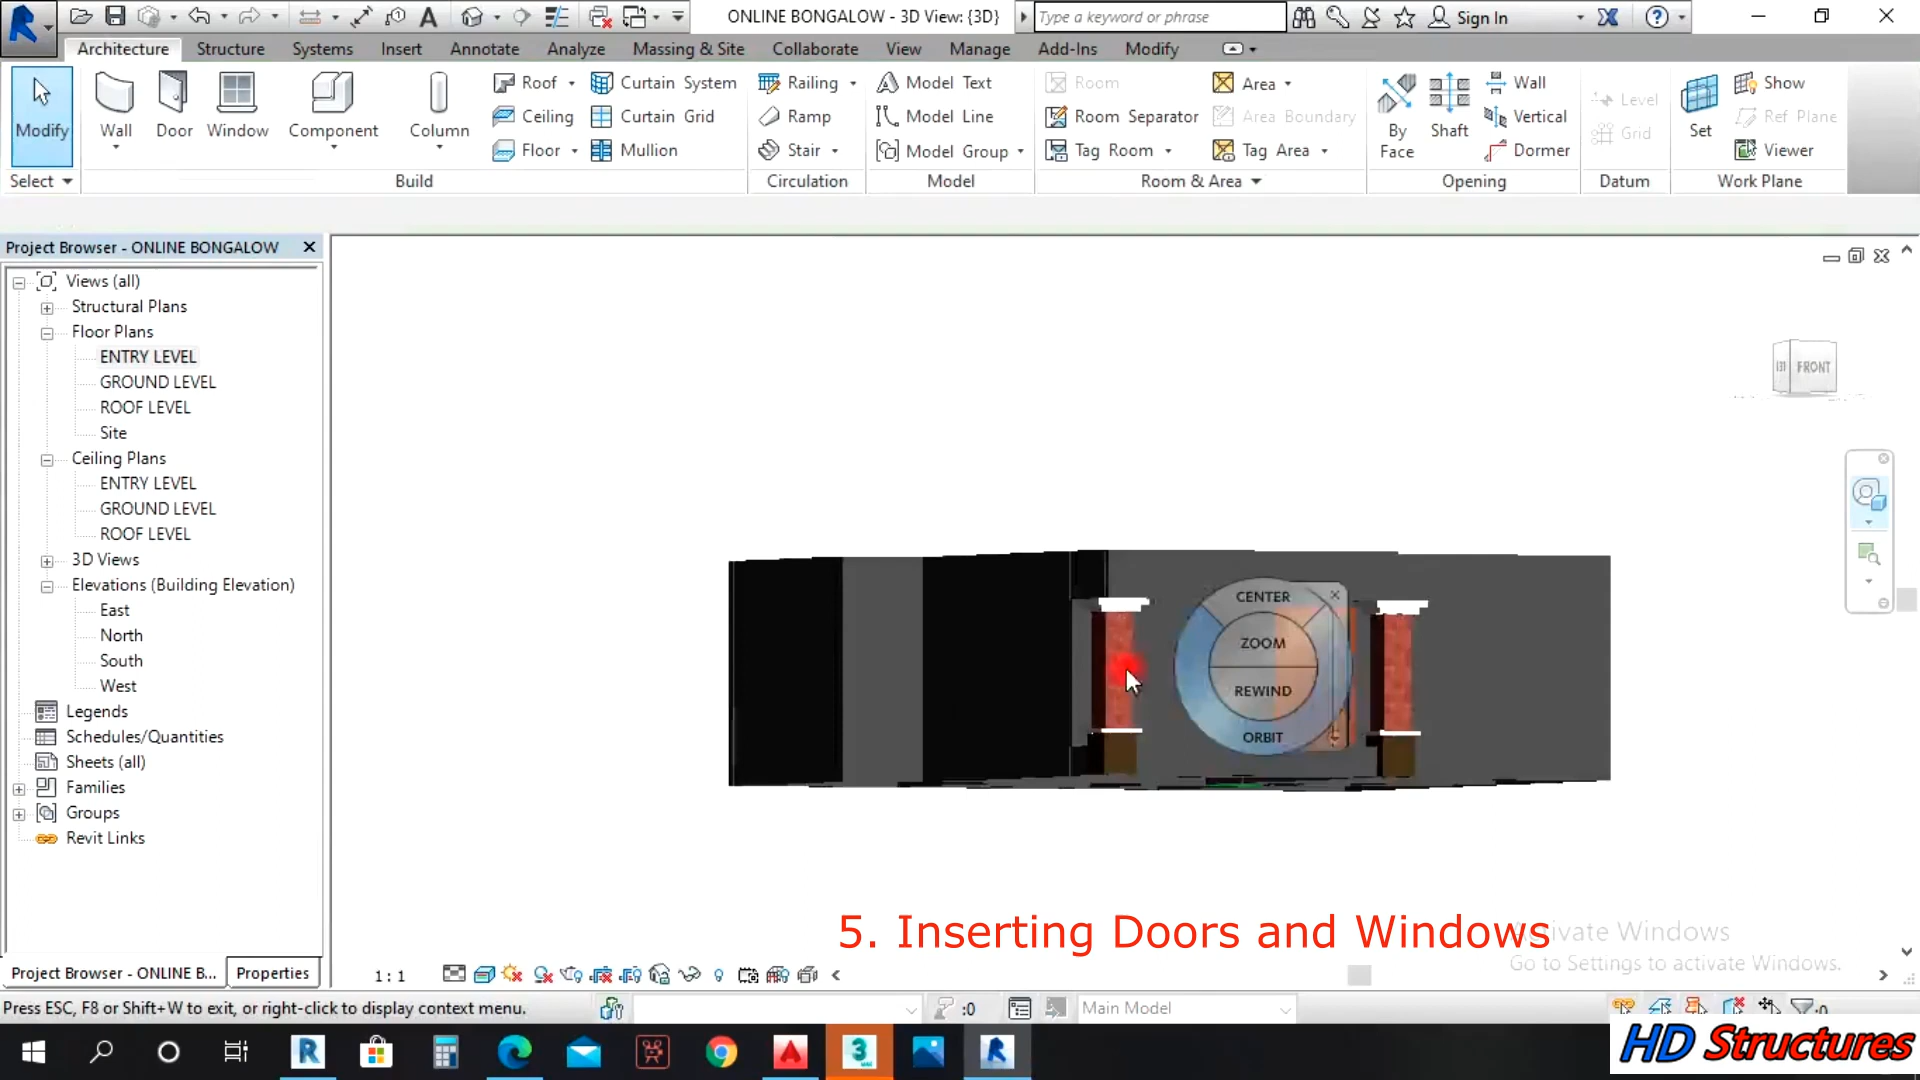 ONLINE BONGALOW - 3D View: {3D}
Type a keyword or phrase
Sign In
Architecture Structure Systems Insert Annotate Analyze Massing & Site Collaborate View Manage Add-Ins Modify
Modify
Wall
Door
Window
Component
Column
Roof
Ceiling
Floor
Curtain System
Curtain Grid
Mullion
Railing
Ramp
Stair
Model Text
Model Line
Model Group
Room
Room Separator
Tag Room
Area
Area Boundary
Tag Area
By Face
Shaft
Wall
Vertical
Dormer
Level
Grid
Set
Show
Ref Plane
Viewer
Select
Build
Circulation
Model
Room & Area
Opening
Datum
Work Plane
Project Browser - ONLINE BONGALOW
Views (all)
Structural Plans
Floor Plans
ENTRY LEVEL
GROUND LEVEL
ROOF LEVEL
Site
Ceiling Plans
ENTRY LEVEL
GROUND LEVEL
ROOF LEVEL
3D Views
Elevations (Building Elevation)
East
North
South
West
Legends
Schedules/Quantities
Sheets (all)
Families
Groups
Revit Links
FRONT
CENTER
ZOOM
REWIND
ORBIT
5. Inserting Doors and Windows
Go to Settings to activate Windows.
Project Browser - ONLINE B...
Properties
1 : 1
Press ESC, F8 or Shift+W to exit, or right-click to display context menu.
:0
Main Model
:0
HD Structures